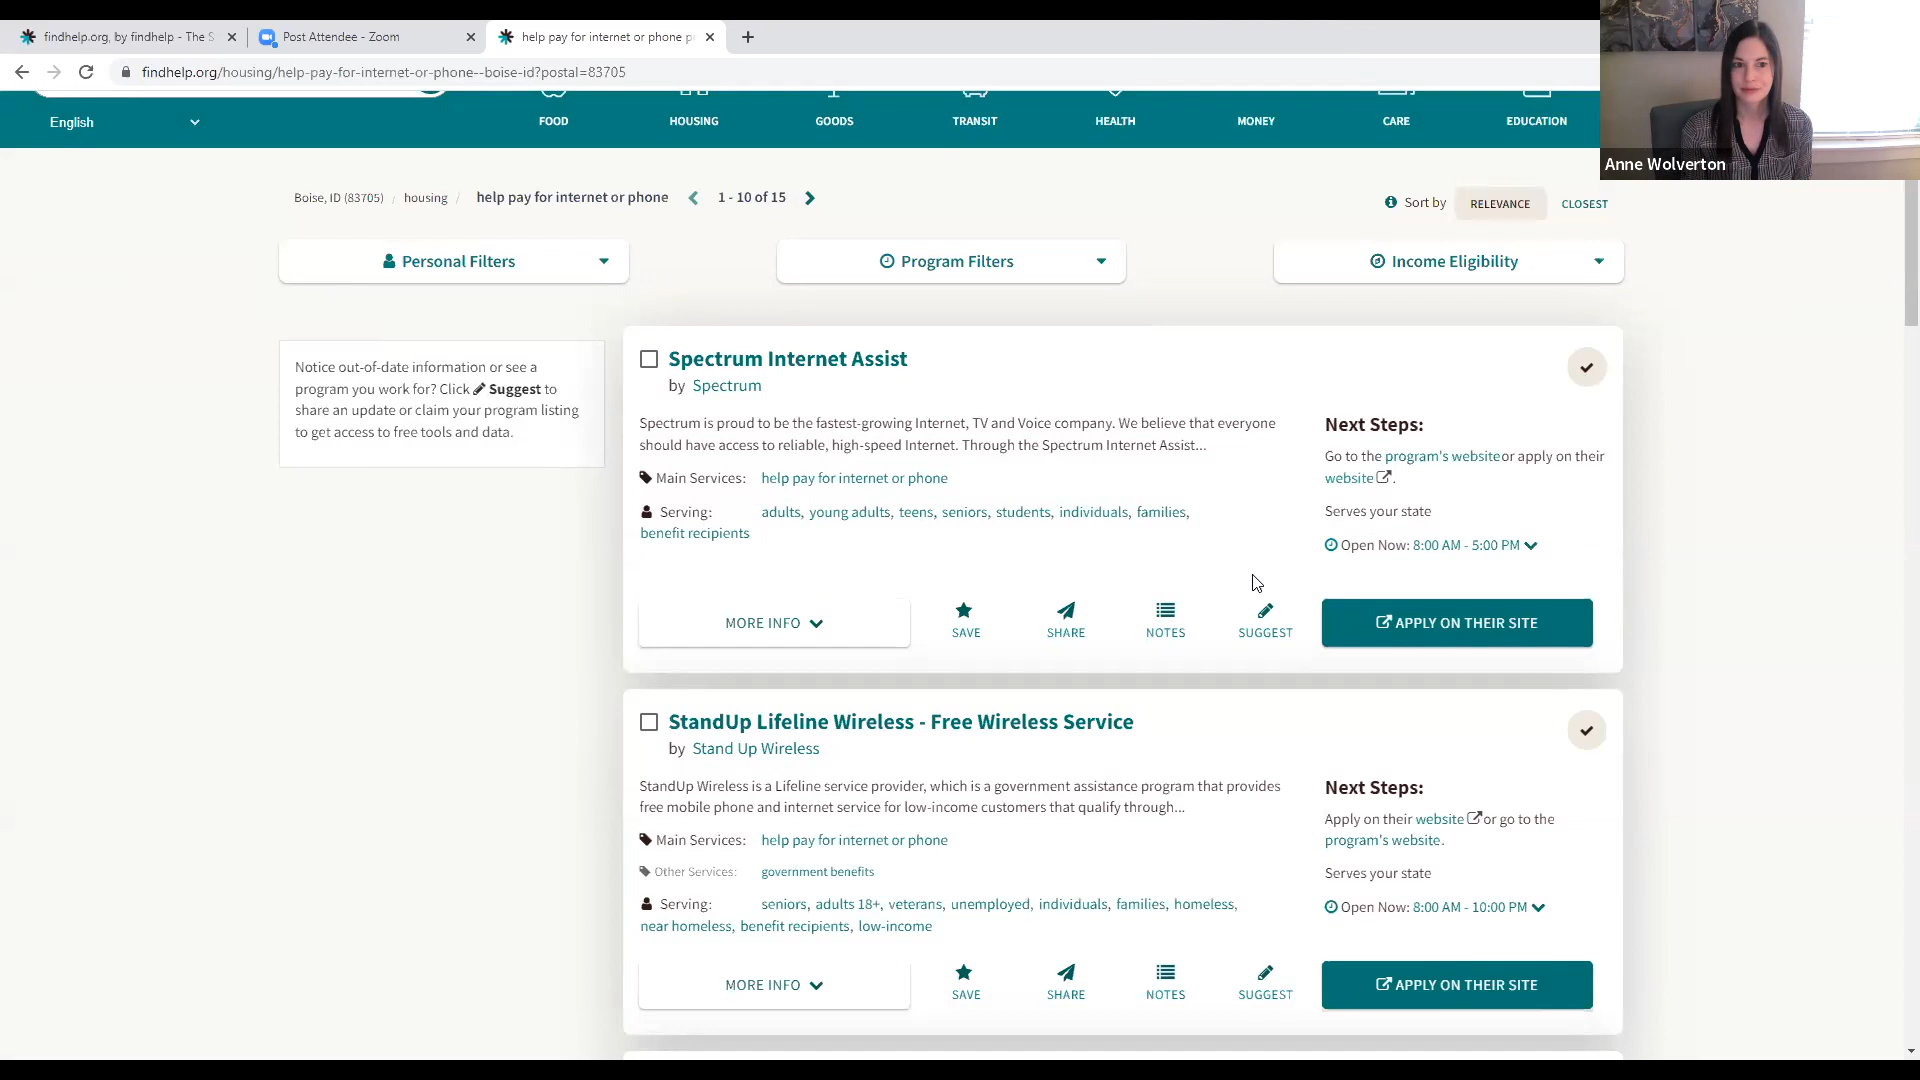 findhelp.org, by findhelp - The S
Post Attendee - Zoom
help pay for internet or phone p
findhelp.org/housing/help-pay-for-internet-or-phone--boise-id?postal=83705
English
FOOD
HOUSING
GOODS
TRANSIT
HEALTH
MONEY
CARE
EDUCATION
Anne Wolverton
Boise, ID (83705) / housing / help pay for internet or phone 1 - 10 of 15
Sort by RELEVANCE CLOSEST
Personal Filters
Program Filters
Income Eligibility
Notice out-of-date information or see a
program you work for? Click Suggest to
share an update or claim your program listing
to get access to free tools and data.
Spectrum Internet Assist
by Spectrum
Spectrum is proud to be the fastest-growing Internet, TV and Voice company. We believe that everyone
should have access to reliable, high-speed Internet. Through the Spectrum Internet Assist...
Main Services: help pay for internet or phone
Serving: adults, young adults, teens, seniors, students, individuals, families,
benefit recipients
Next Steps:
Go to the program's websiteor apply on their
website.
Serves your state
Open Now: 8:00 AM - 5:00 PM
MORE INFO
SAVE
SHARE
NOTES
SUGGEST
APPLY ON THEIR SITE
StandUp Lifeline Wireless - Free Wireless Service
by Stand Up Wireless
StandUp Wireless is a Lifeline service provider, which is a government assistance program that provides
free mobile phone and internet service for low-income customers that qualify through...
Main Services: help pay for internet or phone
Other Services: government benefits
Serving: seniors, adults 18+, veterans, unemployed, individuals, families, homeless,
near homeless, benefit recipients, low-income
Next Steps:
Apply on their website or go to the
program's website.
Serves your state
Open Now: 8:00 AM - 10:00 PM
MORE INFO
SAVE
SHARE
NOTES
SUGGEST
APPLY ON THEIR SITE